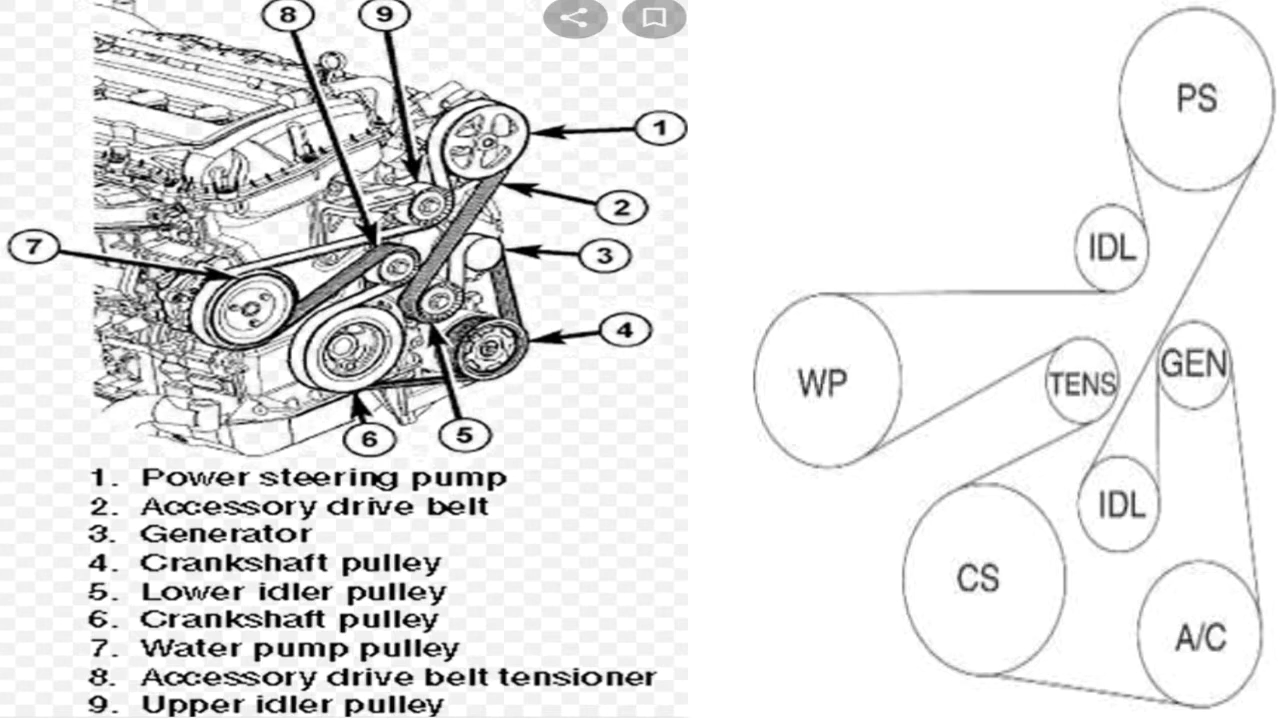 8
9
1
2
3
7
4
6
5
1. Power steering pump
2. Accessory drive belt
3. Generator
4. Crankshaft pulley
5. Lower idler pulley
6. Crankshaft pulley
7. Water pump pulley
8. Accessory drive belt tensioner
9. Upper idler pulley
PS
IDL
WP
TENS
GEN
IDL
CS
A/C